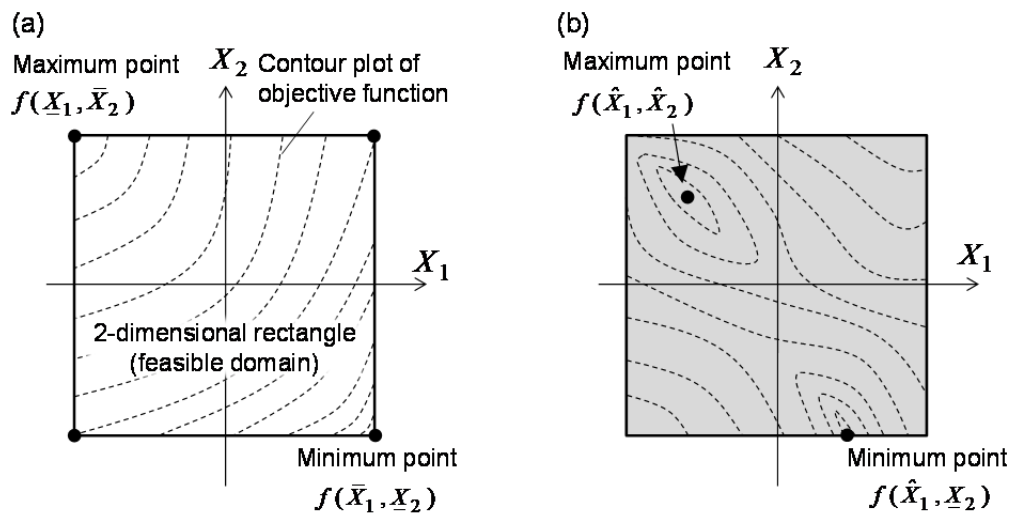 (a)
Maximum point
f(X̲₁, X̄₂)
X₂
Contour plot of
objective function
X₁
2-dimensional rectangle
(feasible domain)
Minimum point
f(X̄₁, X̲₂)
(b)
Maximum point
f(X̂₁, X̂₂)
X₂
X₁
Minimum point
f(X̂₁, X̲₂)